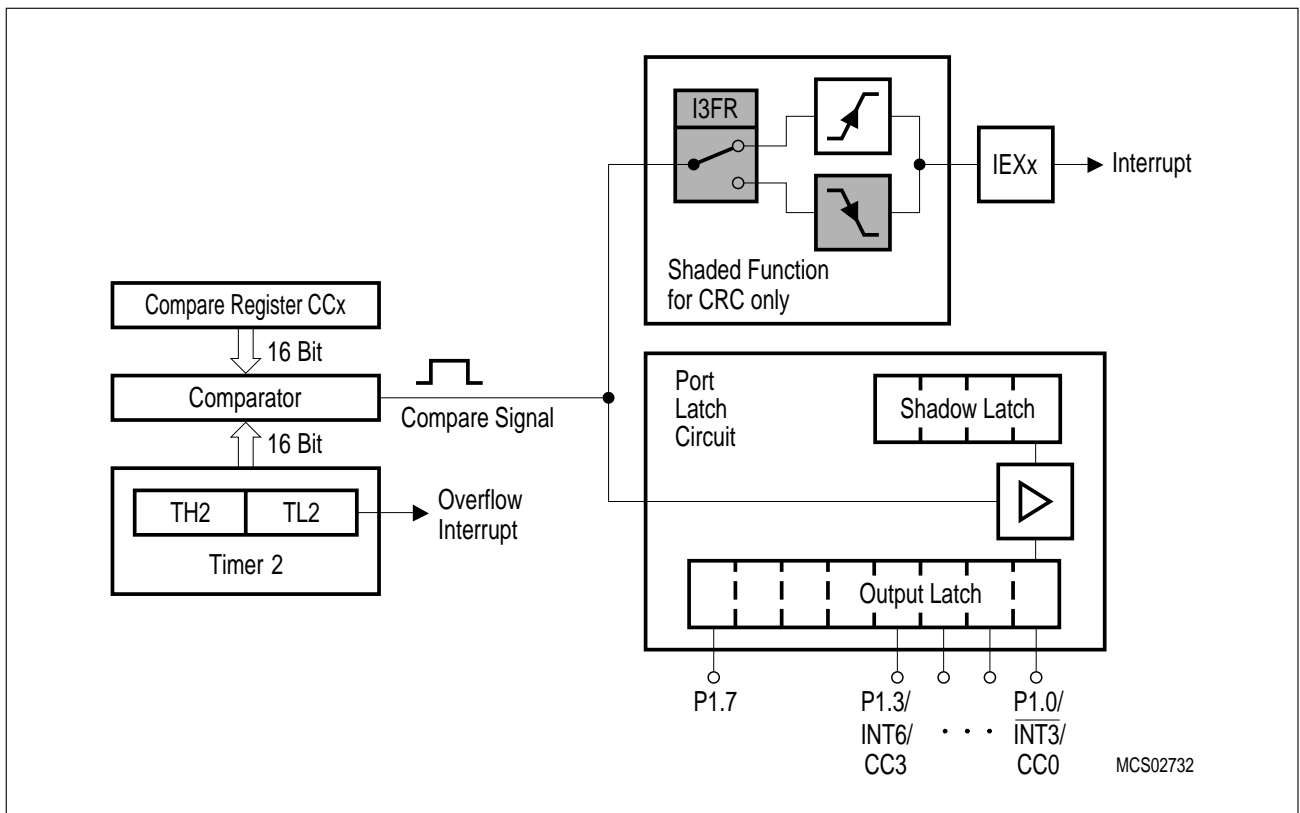 I3FR
IEXx
Interrupt
Shaded Function
for CRC only
Compare Register CCx
16 Bit
Comparator
Compare Signal
16 Bit
TH2
TL2
Timer 2
Overflow
Interrupt
Port
Latch
Circuit
Shadow Latch
Output Latch
P1.7
P1.3/
INT6/
CC3
. . .
P1.0/
INT3/
CC0
MCS02732